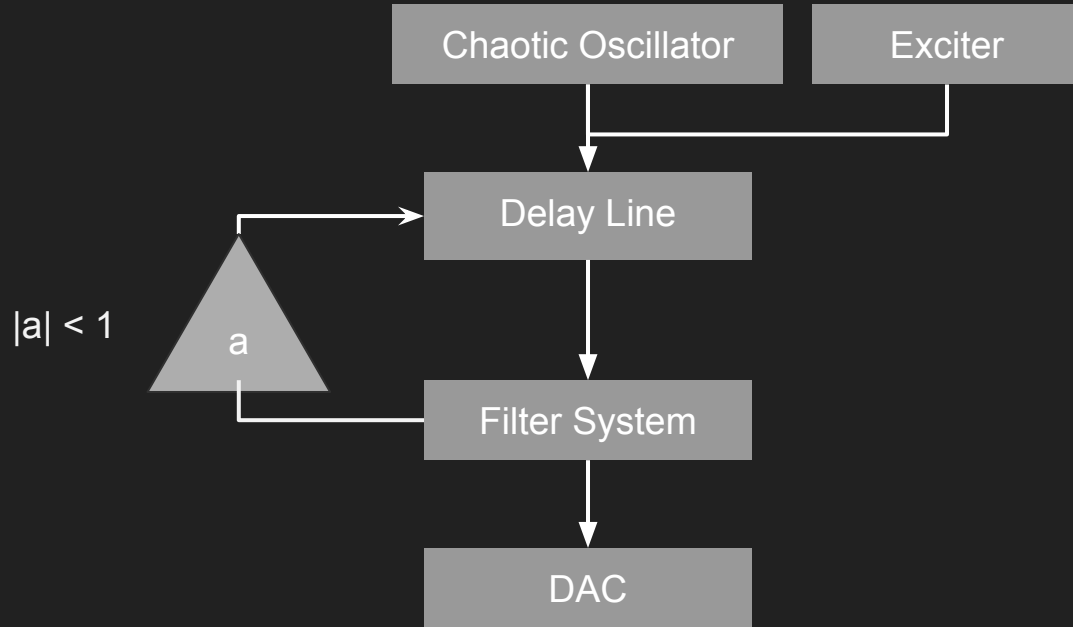 Chaotic Oscillator
Exciter
Delay Line
|a| < 1
a
Filter System
DAC